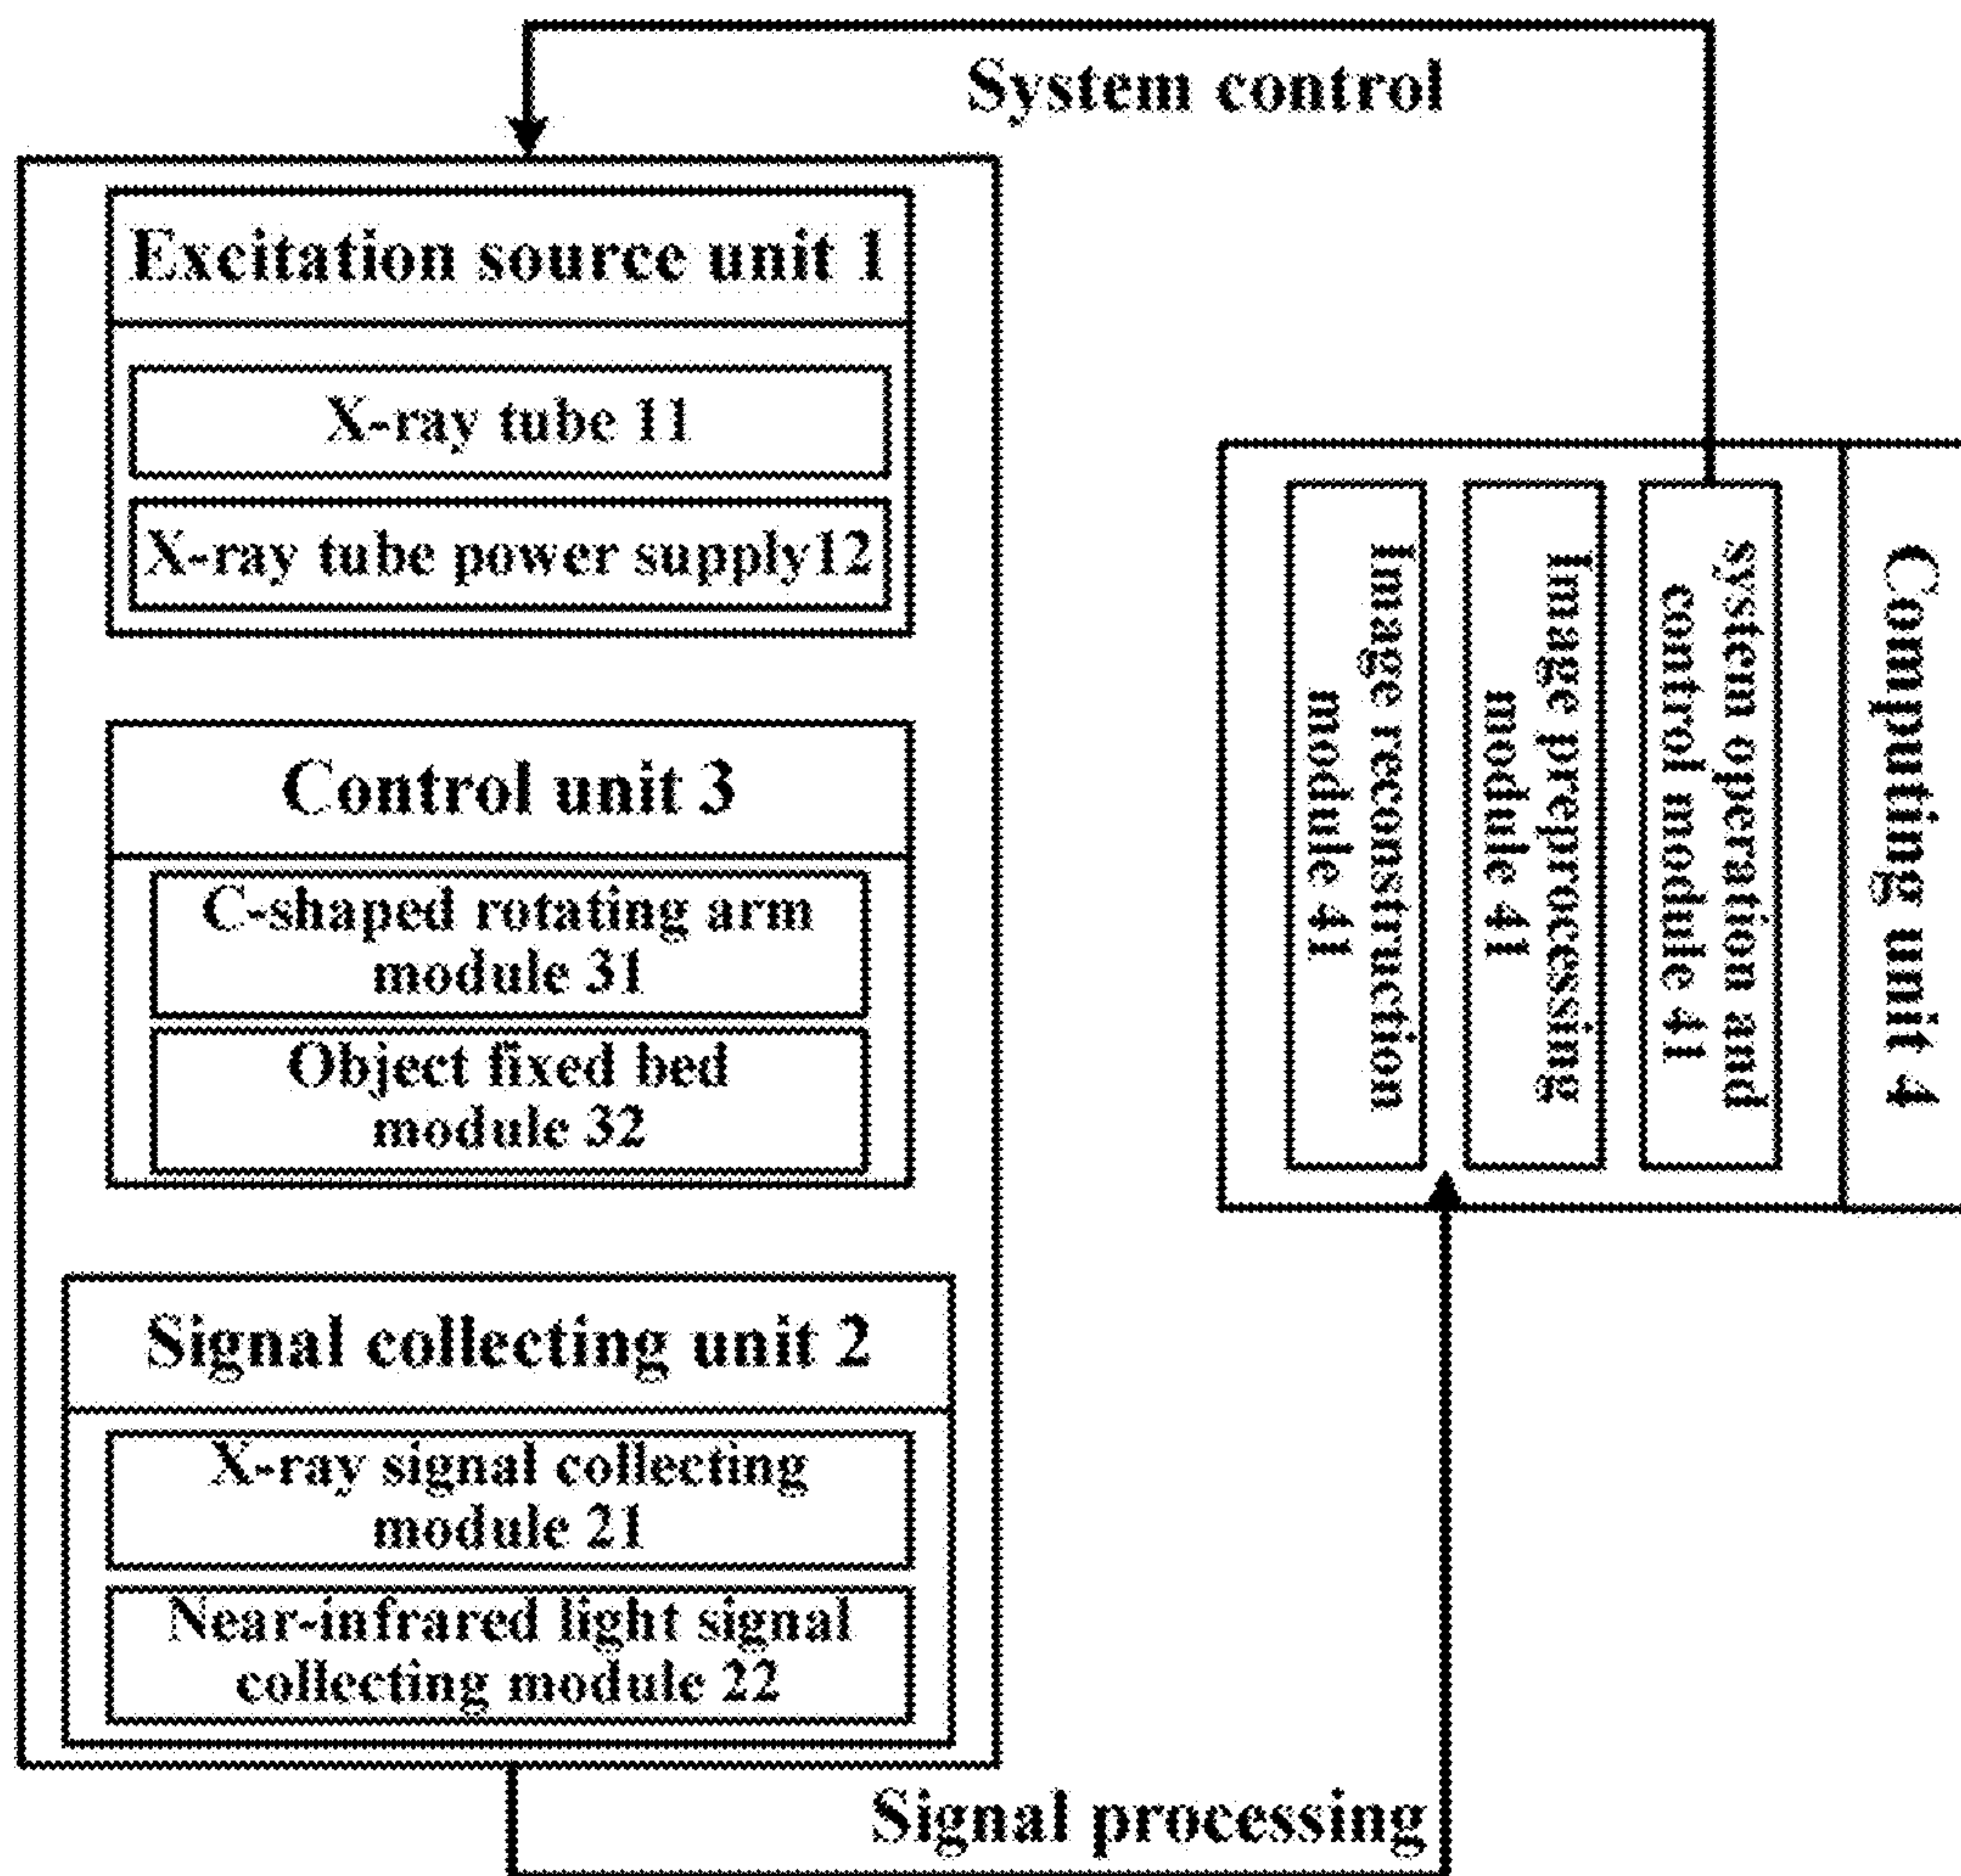 System control
Excitation source unit 1
X-ray tube 11
X-ray tube power supply12
Control unit 3
C-shaped rotating arm
module 31
Object fixed bed
module 32
Signal collecting unit 2
X-ray signal collecting
module 21
Near-infrared light signal
collecting module 22
Signal processing
Computing unit 4
system operation and
control module 41
Image preprocessing
module 41
Image reconstruction
module 41